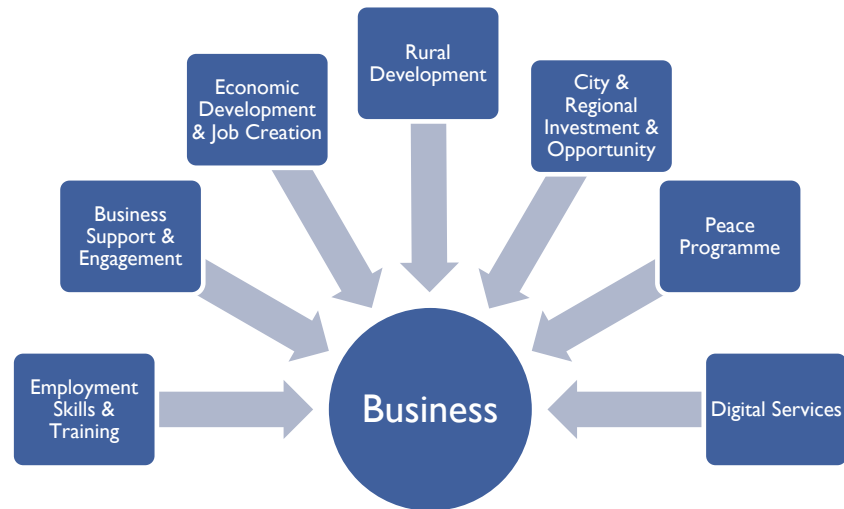 Rural
Development
Economic
Development
& Job Creation
City &
Regional
Investment &
Opportunity
Business
Support &
Engagement
Peace
Programme
Employment
Skills &
Training
Business
Digital Services